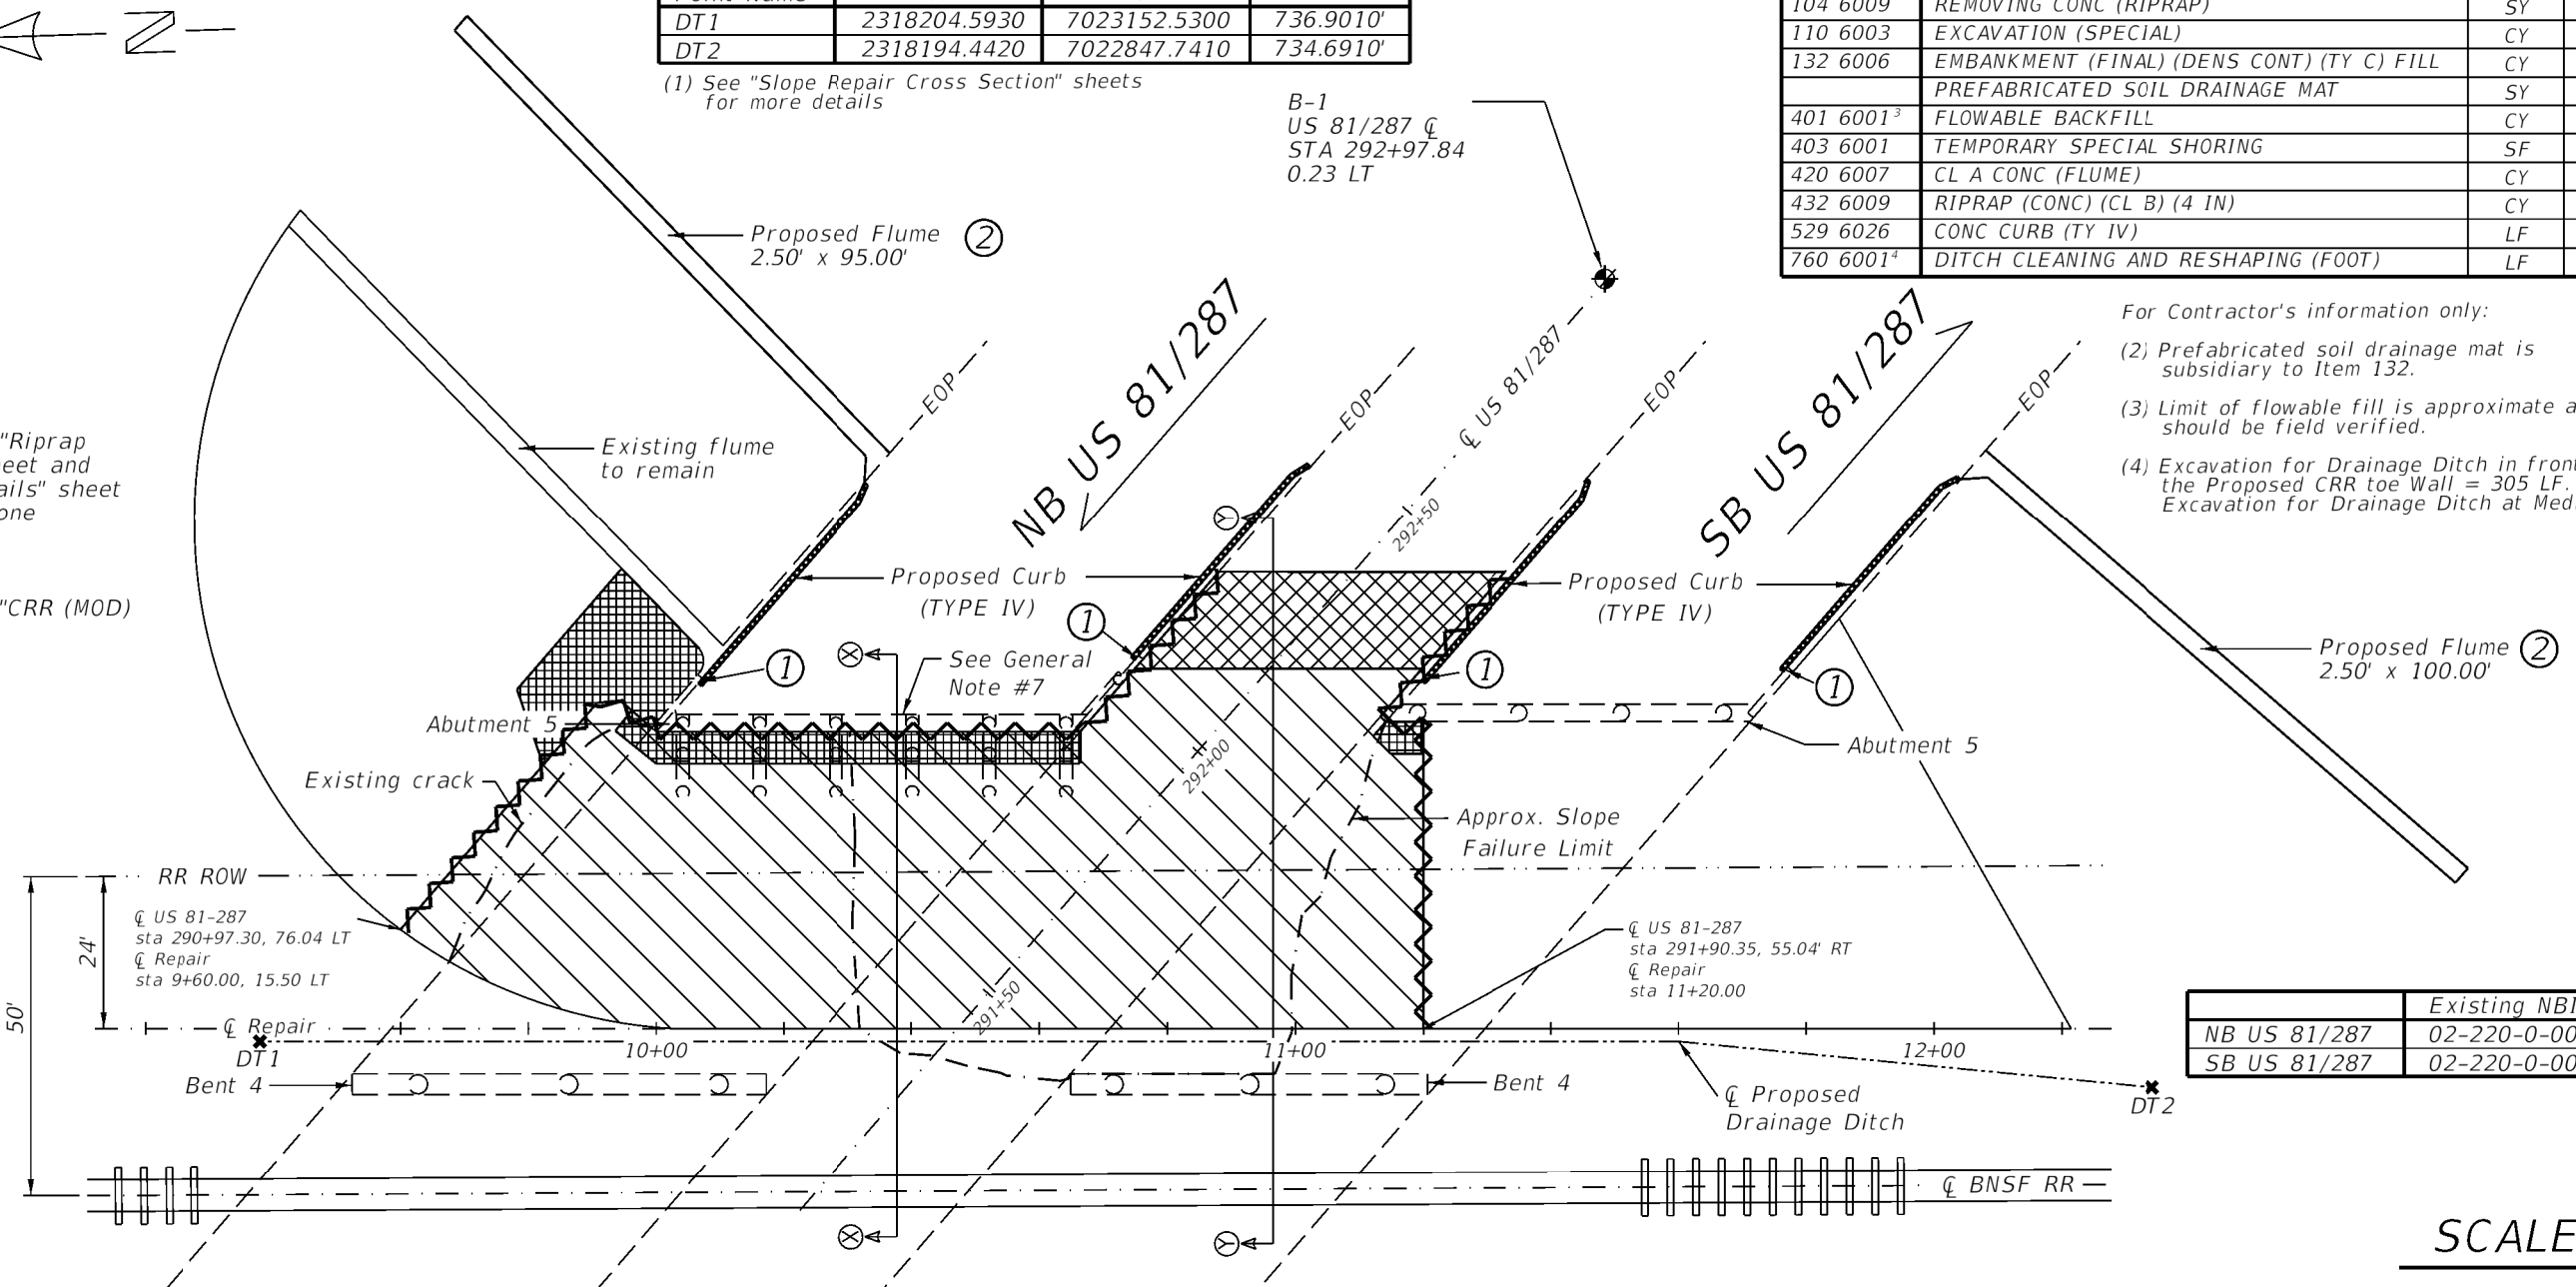 N
DT1 2318204.5930 7023152.5300 736.9010'
DT2 2318194.4420 7022847.7410 734.6910'
(1) See "Slope Repair Cross Section" sheets
for more details
104 6009 REMOVING CONC (RIPRAP) SY
110 6003 EXCAVATION (SPECIAL) CY
132 6006 EMBANKMENT (FINAL)(DENS CONT)(TY C) FILL CY
PREFABRICATED SOIL DRAINAGE MAT SY
401 6001³ FLOWABLE BACKFILL CY
403 6001 TEMPORARY SPECIAL SHORING SF
420 6007 CL A CONC (FLUME) CY
432 6009 RIPRAP (CONC)(CL B)(4 IN) CY
529 6026 CONC CURB (TY IV) LF
760 6001⁴ DITCH CLEANING AND RESHAPING (FOOT) LF
B-1
US 81/287 ℄
STA 292+97.84
0.23 LT
Proposed Flume 2
2.50' x 95.00'
For Contractor's information only:
(2) Prefabricated soil drainage mat is
subsidiary to Item 132.
(3) Limit of flowable fill is approximate a
should be field verified.
(4) Excavation for Drainage Ditch in front
the Proposed CRR toe Wall = 305 LF.
Excavation for Drainage Ditch at Med
"Riprap
eet and
ails" sheet
one
"CRR (MOD)
Existing flume
to remain
EOP
NB US 81/287
EOP
℄ US 81/287
292+50
EOP
SB US 81/287
EOP
Y
Proposed Curb
(TYPE IV)
Proposed Curb
(TYPE IV)
1
1
1
1
X
See General
Note #7
Proposed Flume 2
2.50' x 100.00'
Abutment 5
Abutment 5
Existing crack
292+00
Approx. Slope
Failure Limit
RR ROW
℄ US 81-287
sta 290+97.30, 76.04 LT
℄ Repair
sta 9+60.00, 15.50 LT
24'
50'
℄ US 81-287
sta 291+90.35, 55.04' RT
℄ Repair
sta 11+20.00
291+50
℄ Repair
DT1
10+00
11+00
12+00
Bent 4
Bent 4
℄ Proposed
Drainage Ditch
DT2
Existing NBI
NB US 81/287 02-220-0-00
SB US 81/287 02-220-0-00
℄ BNSF RR
X
Y
SCALE